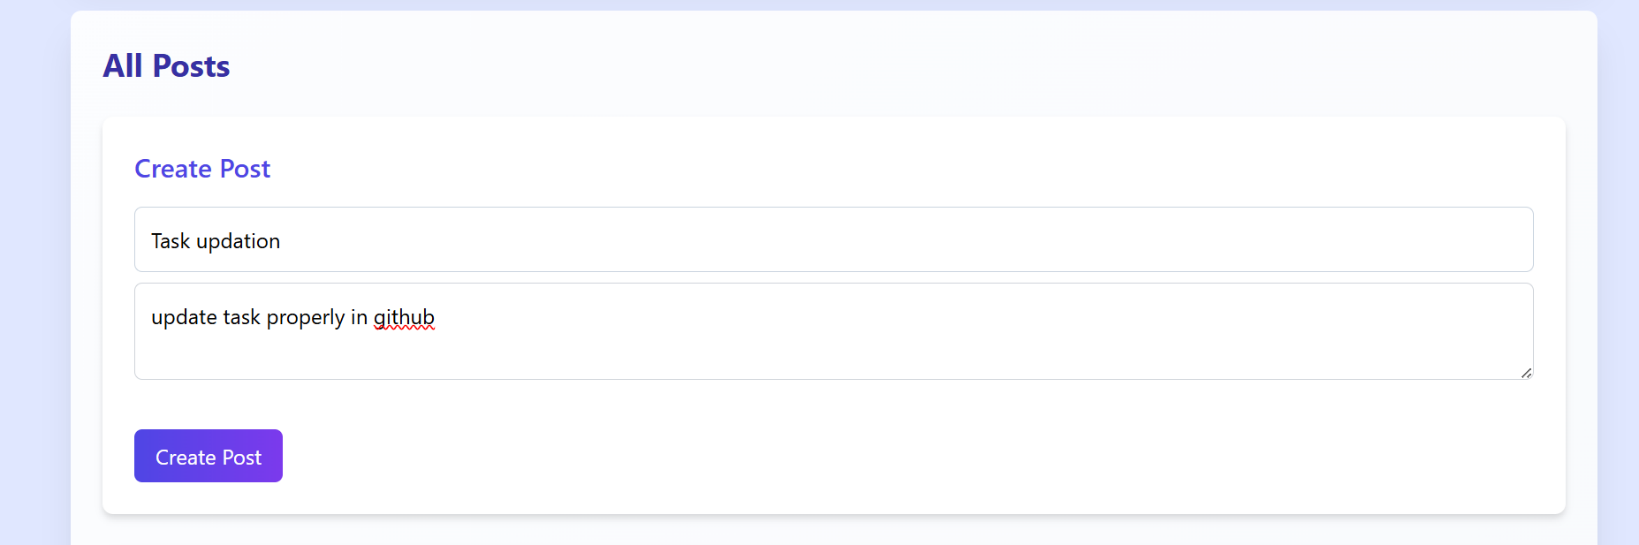 All Posts
Create Post
Task updation
update task properly in github
Create Post